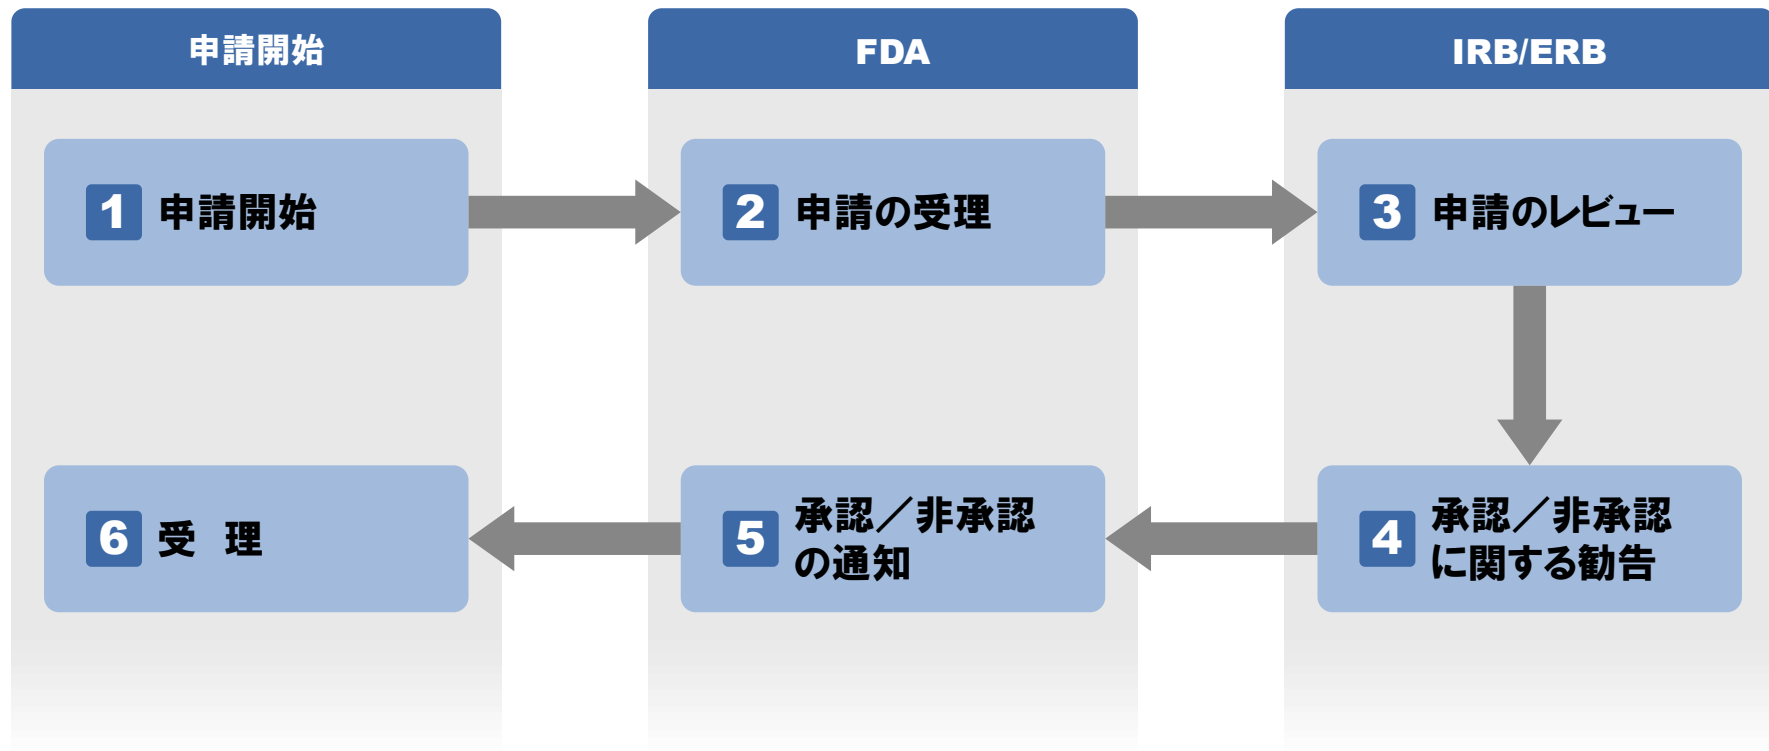 申請開始
FDA
IRB/ERB
1 申請開始
2 申請の受理
3 申請のレビュー
4 承認／非承認
に関する勧告
5 承認／非承認
の通知
6 受　理